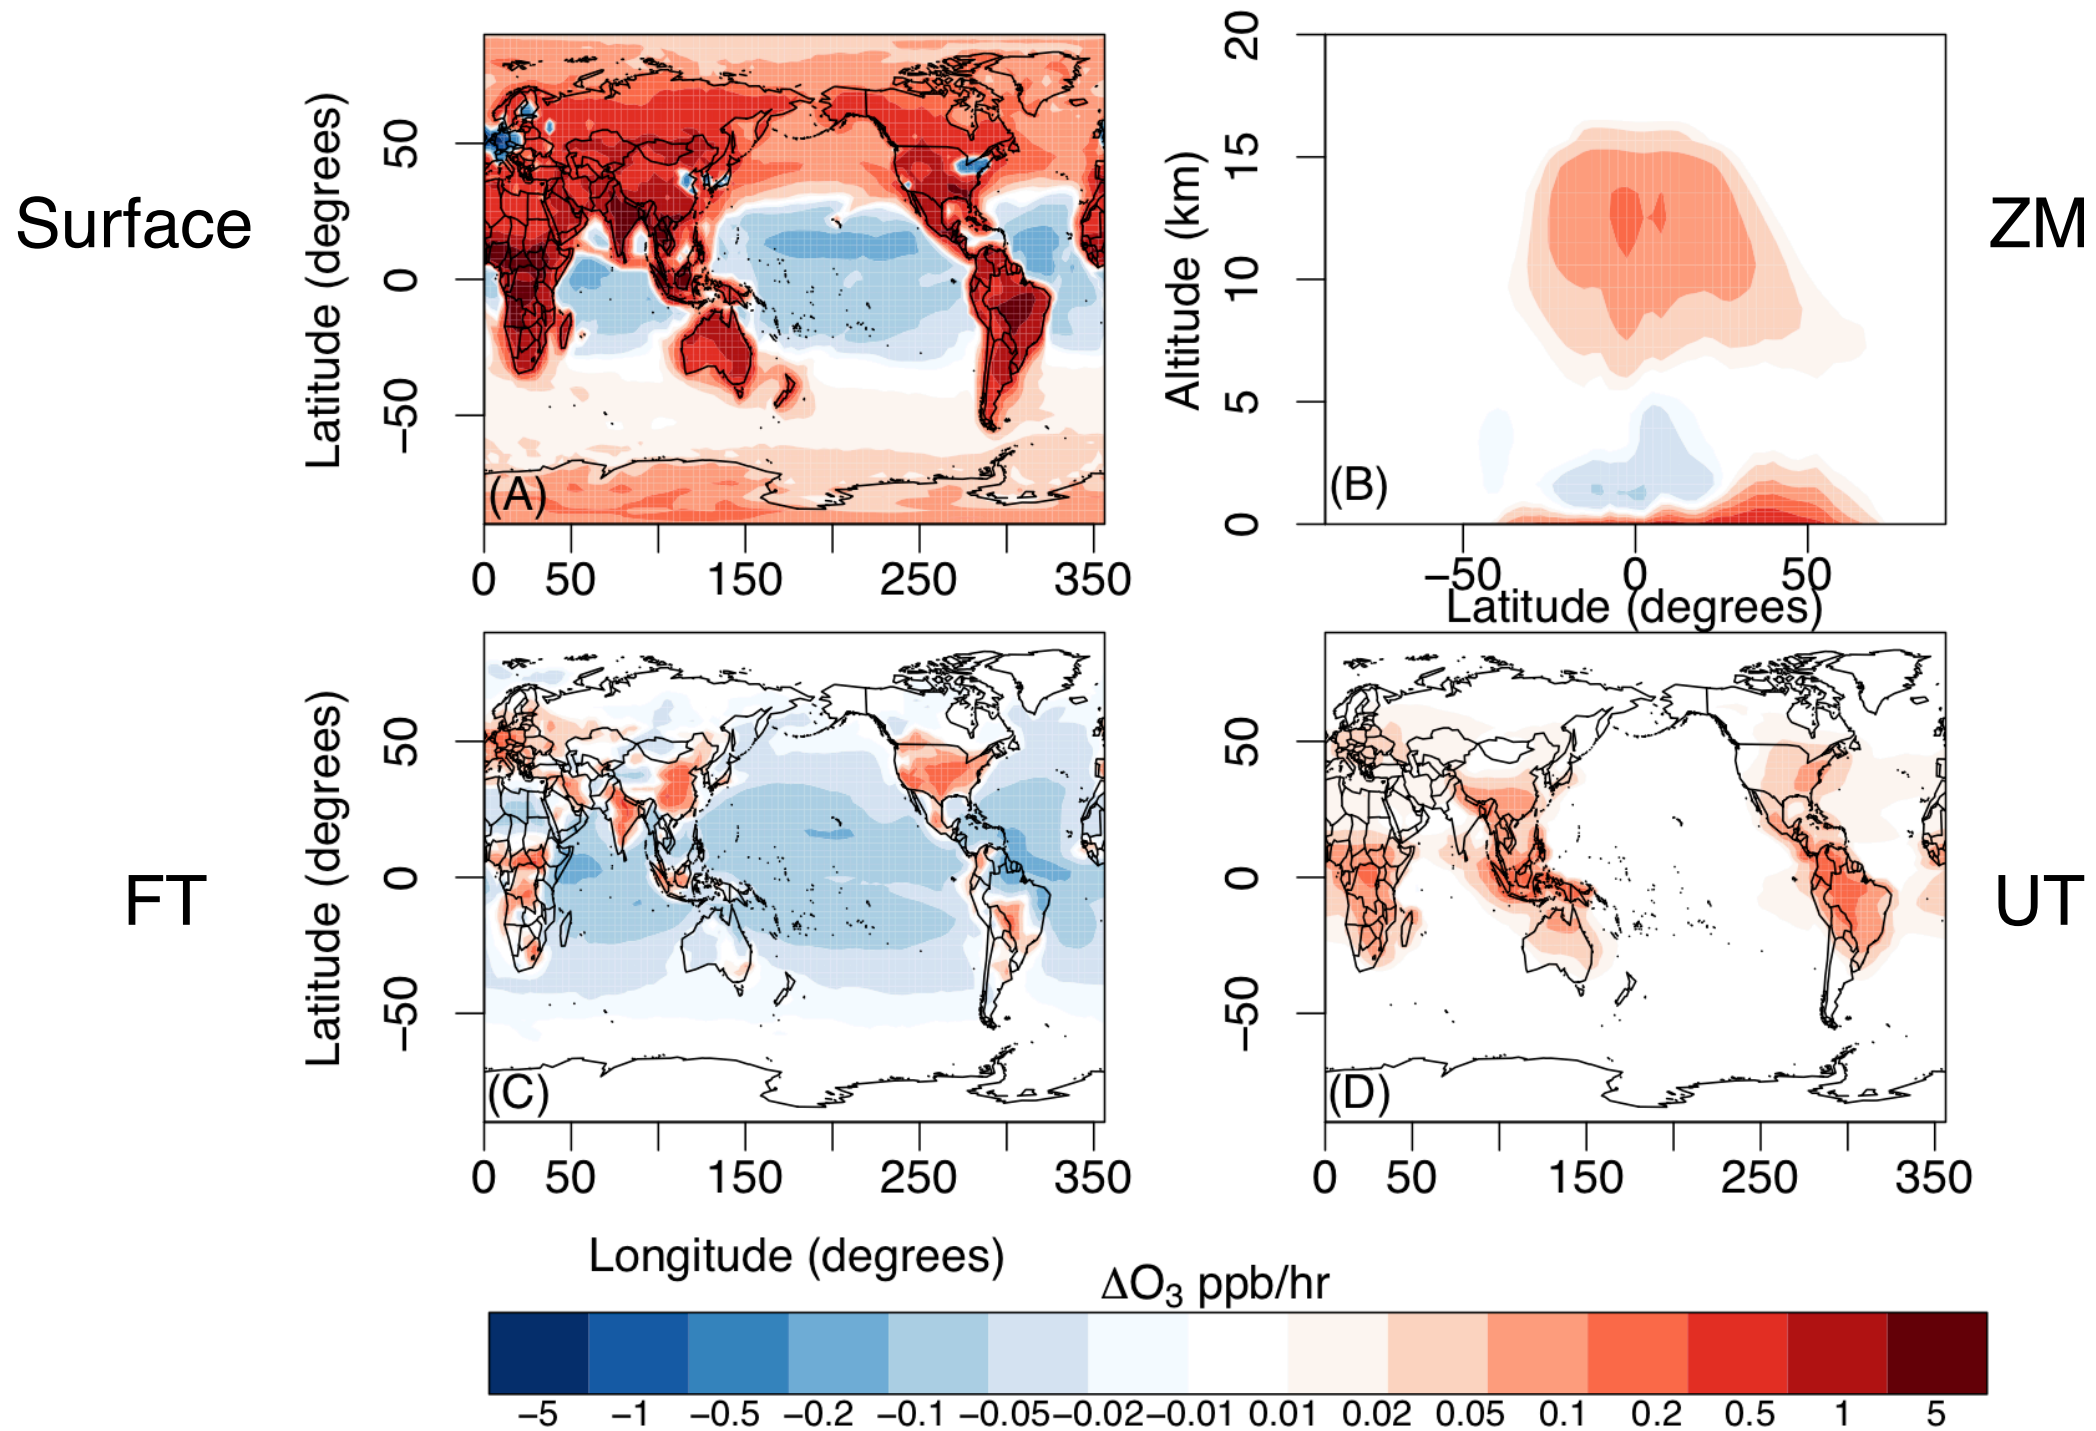 Surface
Latitude (degrees)
50
0
−50
(A)
0 50 150 250 350
Altitude (km)
20
15
10
5
0
(B)
−50 0 50
Latitude (degrees)
ZM
FT
Latitude (degrees)
50
0
−50
(C)
0 50 150 250 350
Longitude (degrees)
50
0
−50
(D)
0 50 150 250 350
UT
ΔO₃ ppb/hr
−5 −1 −0.5 −0.2 −0.1 −0.05 −0.02 −0.01 0.01 0.02 0.05 0.1 0.2 0.5 1 5